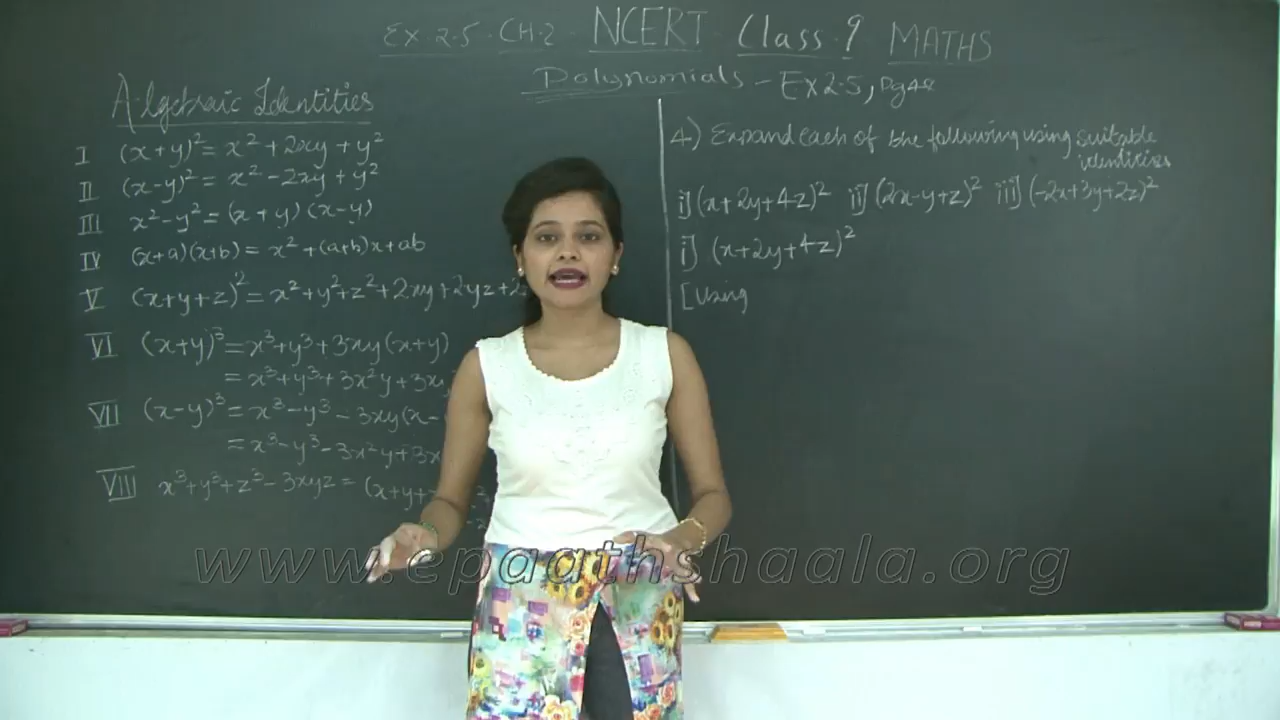 Ex 2.5 . CH.2 - NCERT Class.9 MATHS
Polynomials - Ex 2.5, Pg 48
Algebraic Identities
I (x+y)² = x² + 2xy + y²
II (x-y)² = x² - 2xy + y²
III x² - y² = (x+y)(x-y)
IV (x+a)(x+b) = x² + (a+b)x + ab
V (x+y+z)² = x² + y² + z² + 2xy + 2yz + 2
VI (x+y)³ = x³ + y³ + 3xy(x+y)
= x³ + y³ + 3x²y + 3xy
VII (x-y)³ = x³ - y³ - 3xy(x-
= x³ - y³ - 3x²y + 3x
VIII x³ + y³ + z³ - 3xyz = (x+y+
4) Expand each of the following using suitable
identities
i] (x+2y+4z)² ii] (2x-y+z)² iii] (-2x+3y+2z)²
i] (x+2y+4z)²
[Using
www.epaathshaala.org